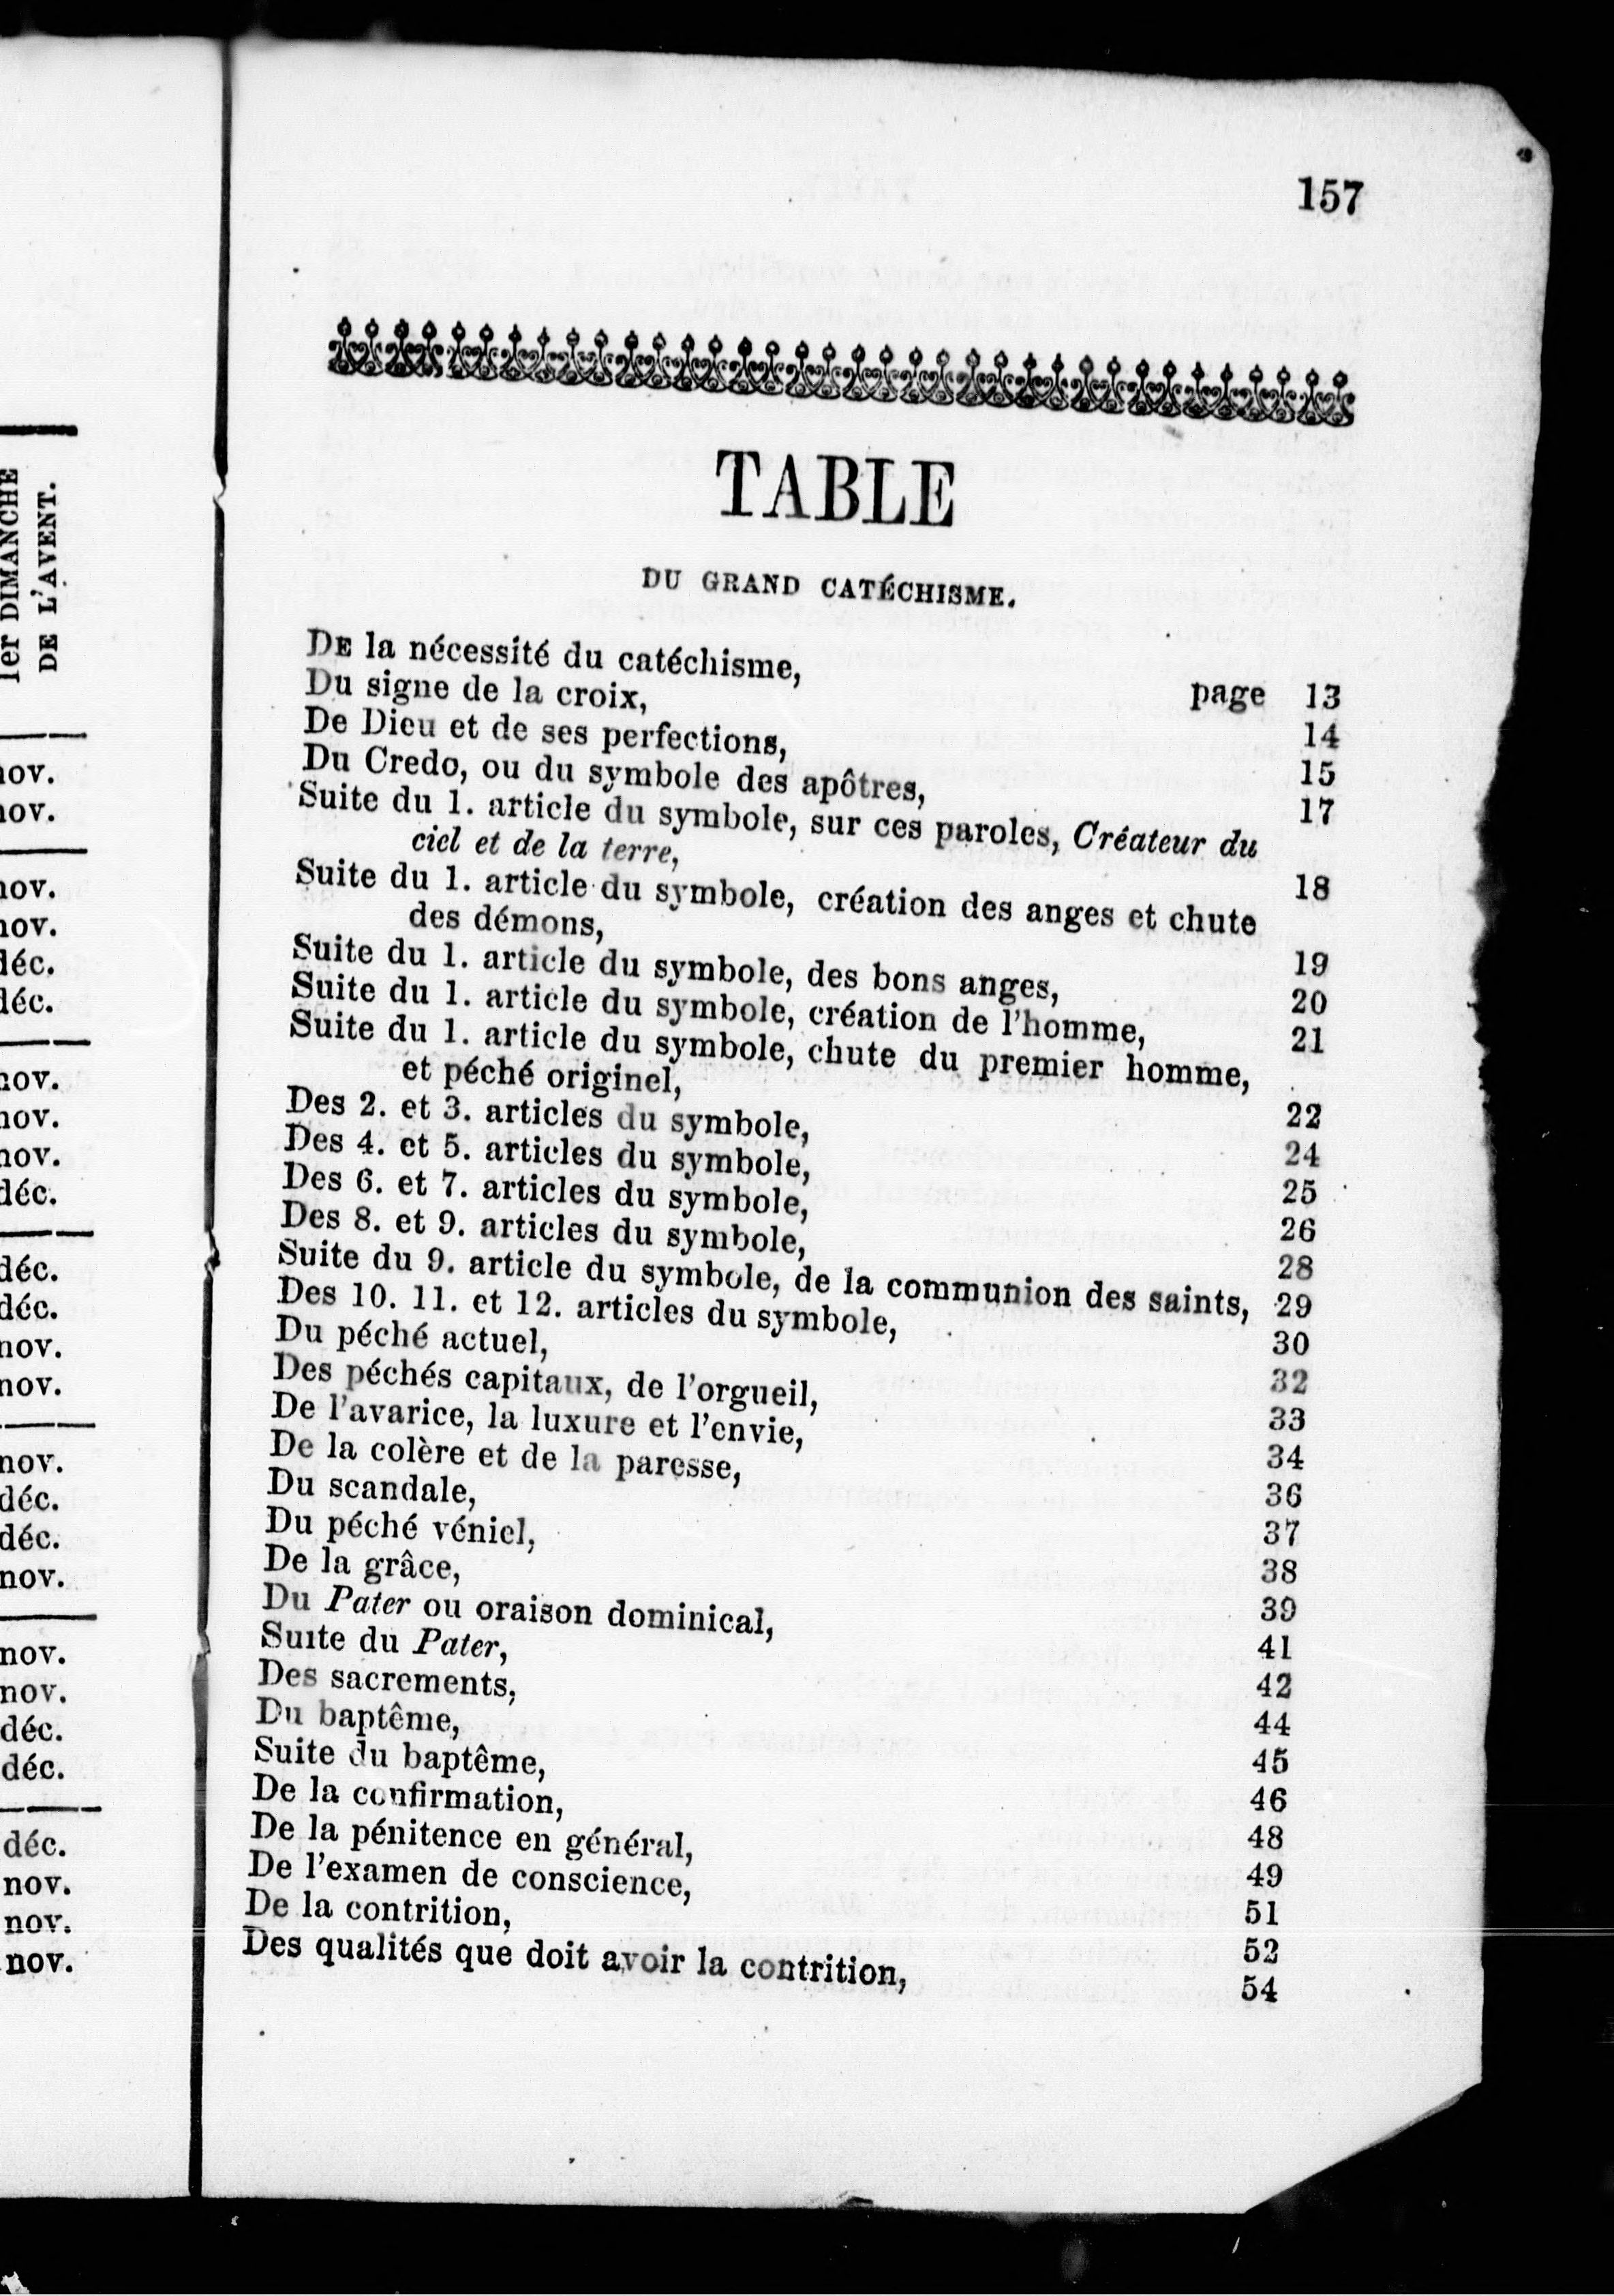 1er DIMANCHE
DE L'AVENT.
nov.
nov.
nov.
nov.
déc.
déc.
nov.
nov.
nov.
déc.
déc.
déc.
nov.
nov.
nov.
déc.
déc.
nov.
nov.
nov.
déc.
déc.
déc.
nov.
nov.
nov.
157
TABLE
DU GRAND CATÉCHISME.
DE la nécessité du catéchisme, page 13
Du signe de la croix, 14
De Dieu et de ses perfections, 15
Du Credo, ou du symbole des apôtres, 17
Suite du 1. article du symbole, sur ces paroles, Créateur du
ciel et de la terre, 18
Suite du 1. article du symbole, création des anges et chute
des démons, 19
Suite du 1. article du symbole, des bons anges, 20
Suite du 1. article du symbole, création de l'homme, 21
Suite du 1. article du symbole, chute du premier homme,
et péché originel, 22
Des 2. et 3. articles du symbole, 24
Des 4. et 5. articles du symbole, 25
Des 6. et 7. articles du symbole, 26
Des 8. et 9. articles du symbole, 28
Suite du 9. article du symbole, de la communion des saints, 29
Des 10. 11. et 12. articles du symbole, 30
Du péché actuel, 32
Des péchés capitaux, de l'orgueil, 33
De l'avarice, la luxure et l'envie, 34
De la colère et de la paresse, 36
Du scandale, 37
Du péché véniel, 38
De la grâce, 39
Du Pater ou oraison dominical, 41
Suite du Pater, 42
Des sacrements, 44
Du baptême, 45
Suite du baptême, 46
De la confirmation, 48
De la pénitence en général, 49
De l'examen de conscience, 51
De la contrition, 52
Des qualités que doit avoir la contrition, 54